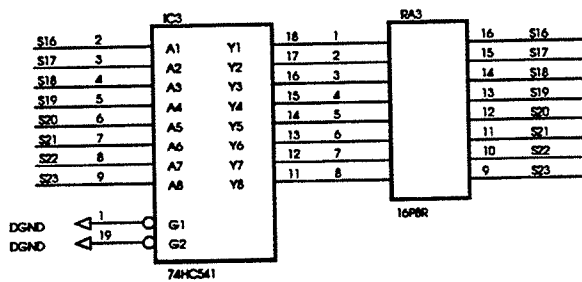 IC3 RA3
S16 2 A1 Y1 18 1 16 S16
S17 3 A2 Y2 17 2 15 S17
S18 4 A3 Y3 16 3 14 S18
S19 5 A4 Y4 15 4 13 S19
S20 6 A5 Y5 14 5 12 S20
S21 7 A6 Y6 13 6 11 S21
S22 8 A7 Y7 12 7 10 S22
S23 9 A8 Y8 11 8 9 S23
DGND 1 G1
DGND 19 G2
16P8R
74HC541